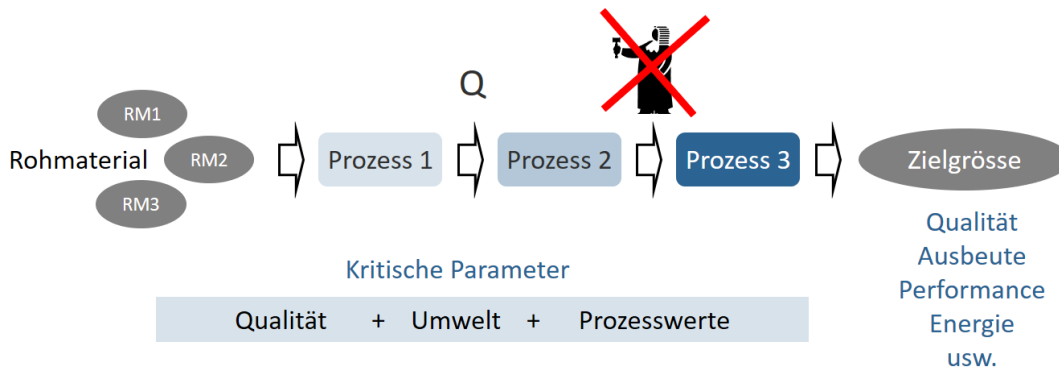 Q
RM1
Rohmaterial
RM2
RM3
Prozess 1
Prozess 2
Prozess 3
Zielgrösse
Qualität
Ausbeute
Performance
Energie
usw.
Kritische Parameter
Qualität + Umwelt + Prozesswerte